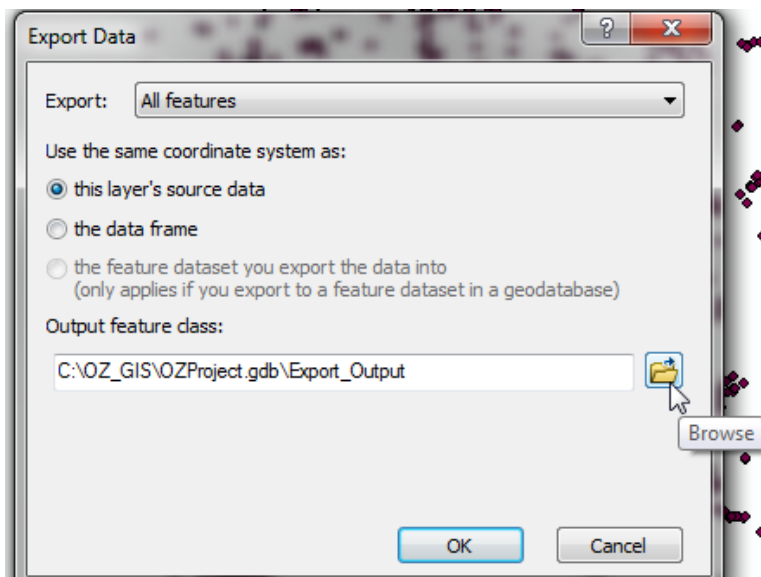 Export Data
Export: All features
Use the same coordinate system as:
this layer's source data
the data frame
the feature dataset you export the data into
(only applies if you export to a feature dataset in a geodatabase)
Output feature class:
C:\OZ_GIS\OZProject.gdb\Export_Output
Browse
OK Cancel